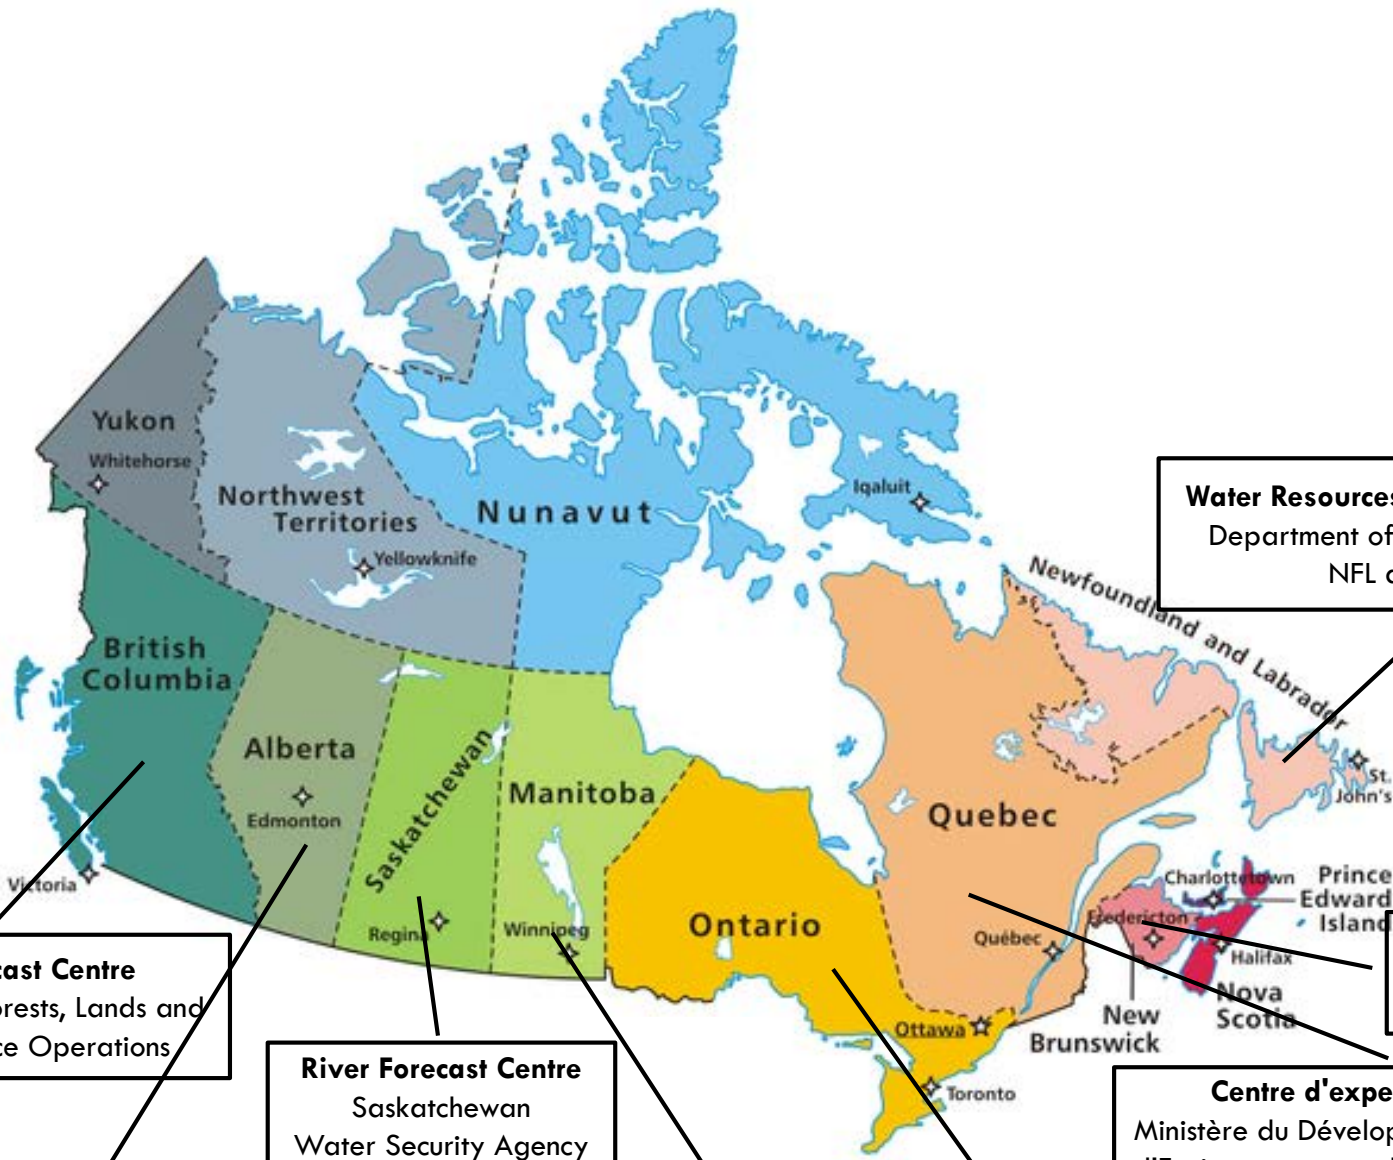 Yukon
Whitehorse
Northwest
Territories
Yellowknife
Nunavut
Iqaluit
Water Resources
Department of
NFL
Newfoundland and Labrador
St.
John's
British
Columbia
Victoria
Alberta
Edmonton
Saskatchewan
Regina
Manitoba
Winnipeg
Ontario
Ottawa
Toronto
Quebec
Québec
Charlottetown
Prince
Edward
Island
Fredericton
Halifax
Nova
Scotia
New
Brunswick
cast Centre
orests, Lands and
ce Operations
River Forecast Centre
Saskatchewan
Water Security Agency
Centre d'expe
Ministère du Dévelop